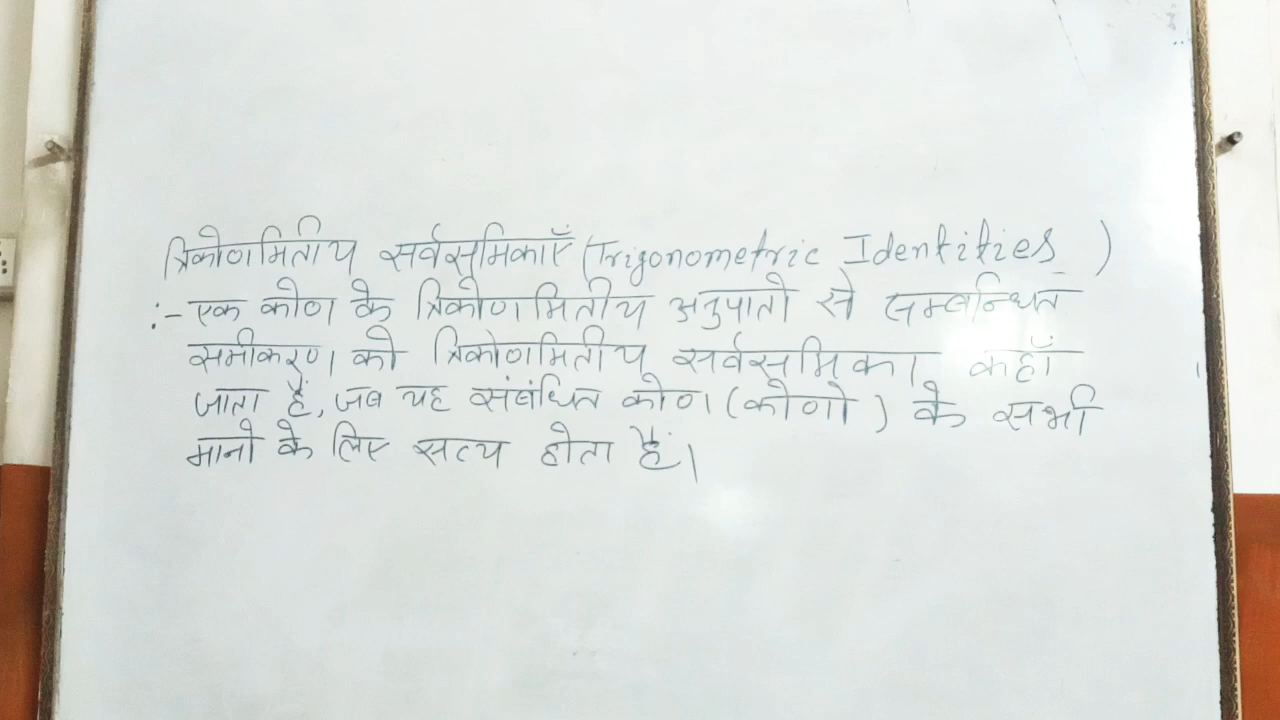 त्रिकोणमितीय सर्वसमिकाएँ (Trigonometric Identities )
:- एक कोण के त्रिकोणमितीय अनुपातो से सम्बन्धित
समीकरण को त्रिकोणमितीय सर्वसमिका कहाँ
जाता हैं, जब यह संबंधित कोण (कोणो) के सभी
मानो के लिए सत्य होता हैं।